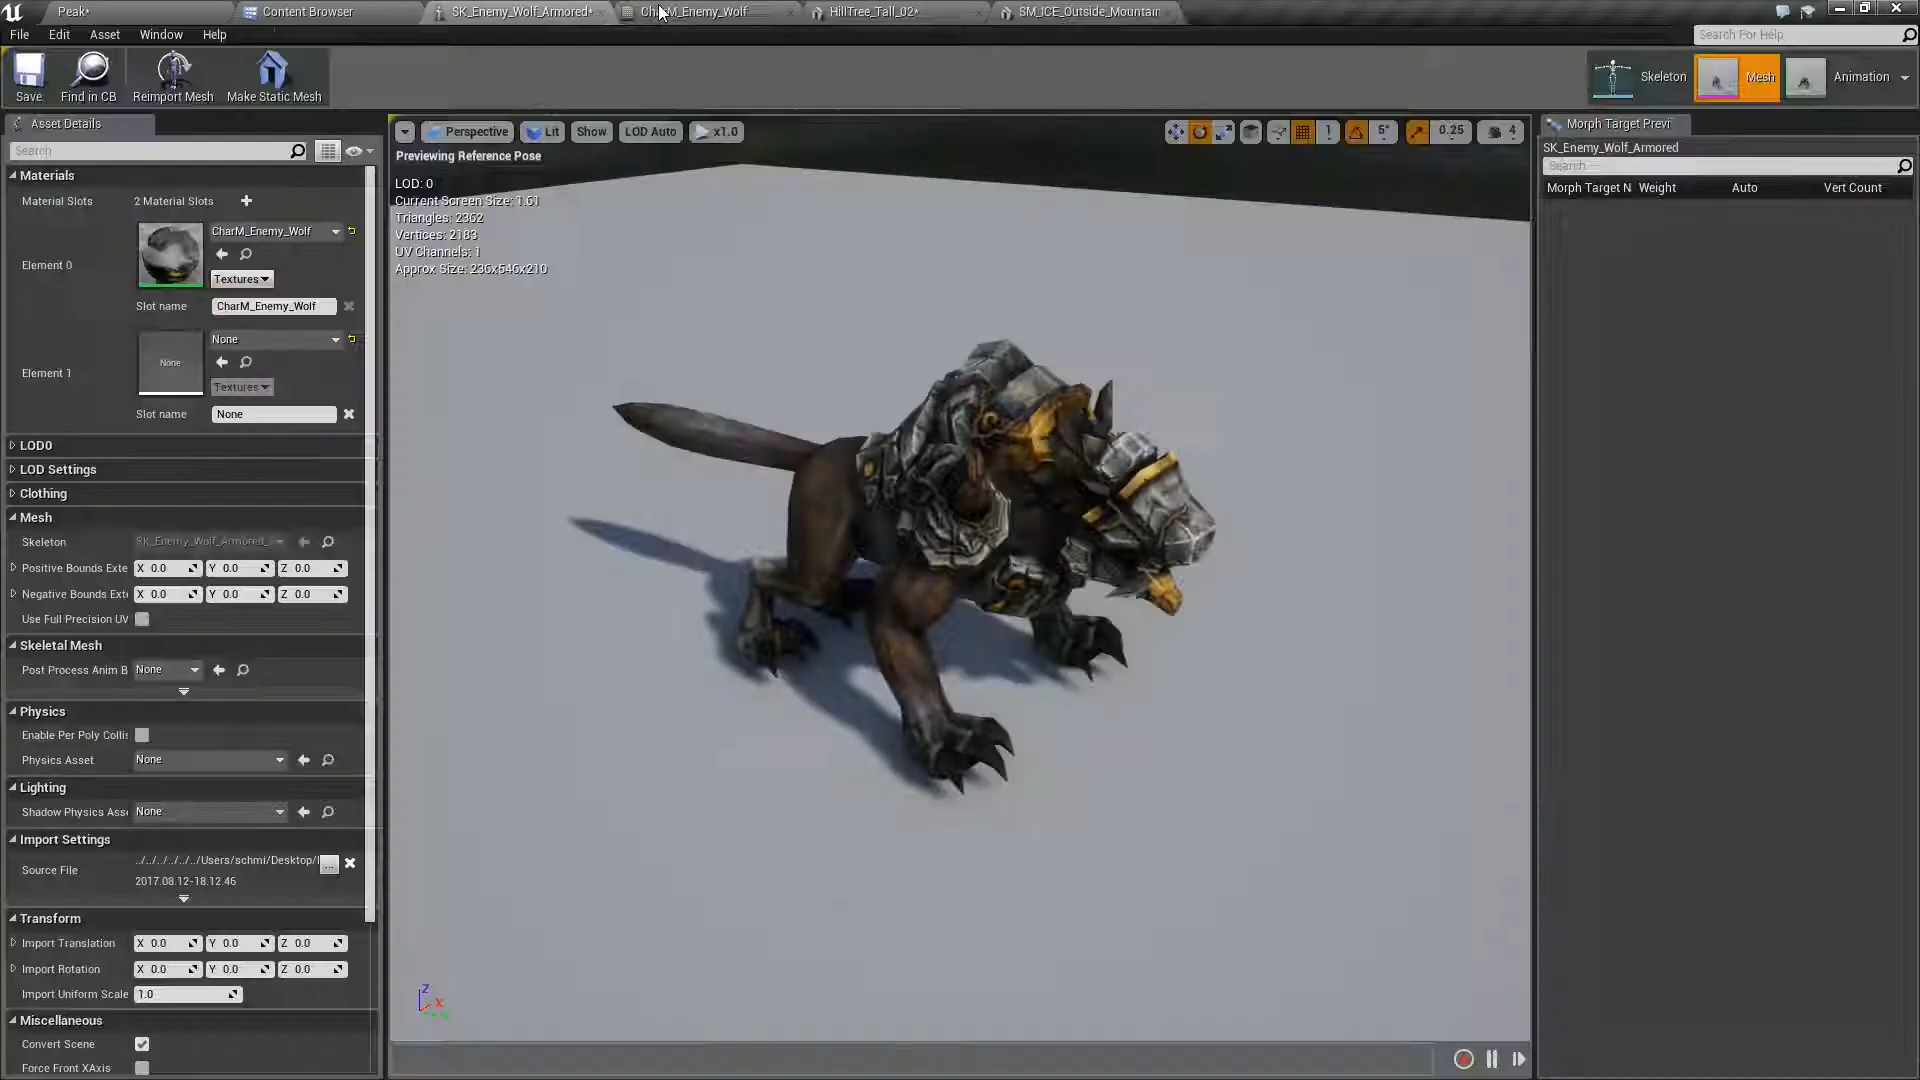 Peak*
Content Browser
SK_Enemy_Wolf_Armored*
CharM_Enemy_Wolf
HillTree_Tall_02*
SM_ICE_Outside_Mountain
File
Edit
Asset
Window
Help
Search For Help
Save
Find in CB
Reimport Mesh
Make Static Mesh
Skeleton
Mesh
Animation
Asset Details
Search
Materials
Material Slots
2 Material Slots
Element 0
CharM_Enemy_Wolf
Textures
Slot name
CharM_Enemy_Wolf
Element 1
None
None
Textures
Slot name
None
LOD0
LOD Settings
Clothing
Mesh
Skeleton
SK_Enemy_Wolf_Armored_
Positive Bounds Exte
X 0.0
Y 0.0
Z 0.0
Negative Bounds Exte
X 0.0
Y 0.0
Z 0.0
Use Full Precision UV
Skeletal Mesh
Post Process Anim B
None
Physics
Enable Per Poly Collis
Physics Asset
None
Lighting
Shadow Physics Ass
None
Import Settings
Source File
../../../../../../Users/schmi/Desktop/I
...
2017.08.12-18.12.46
Transform
Import Translation
X 0.0
Y 0.0
Z 0.0
Import Rotation
X 0.0
Y 0.0
Z 0.0
Import Uniform Scale
1.0
Miscellaneous
Convert Scene
Force Front XAxis
Perspective
Lit
Show
LOD Auto
x1.0
1
5°
0.25
4
Previewing Reference Pose
LOD: 0
Current Screen Size: 1.61
Triangles: 2362
Vertices: 2183
UV Channels: 1
Approx Size: 236x546x210
Z
X
Morph Target Previ
SK_Enemy_Wolf_Armored
Search
Morph Target N
Weight
Auto
Vert Count